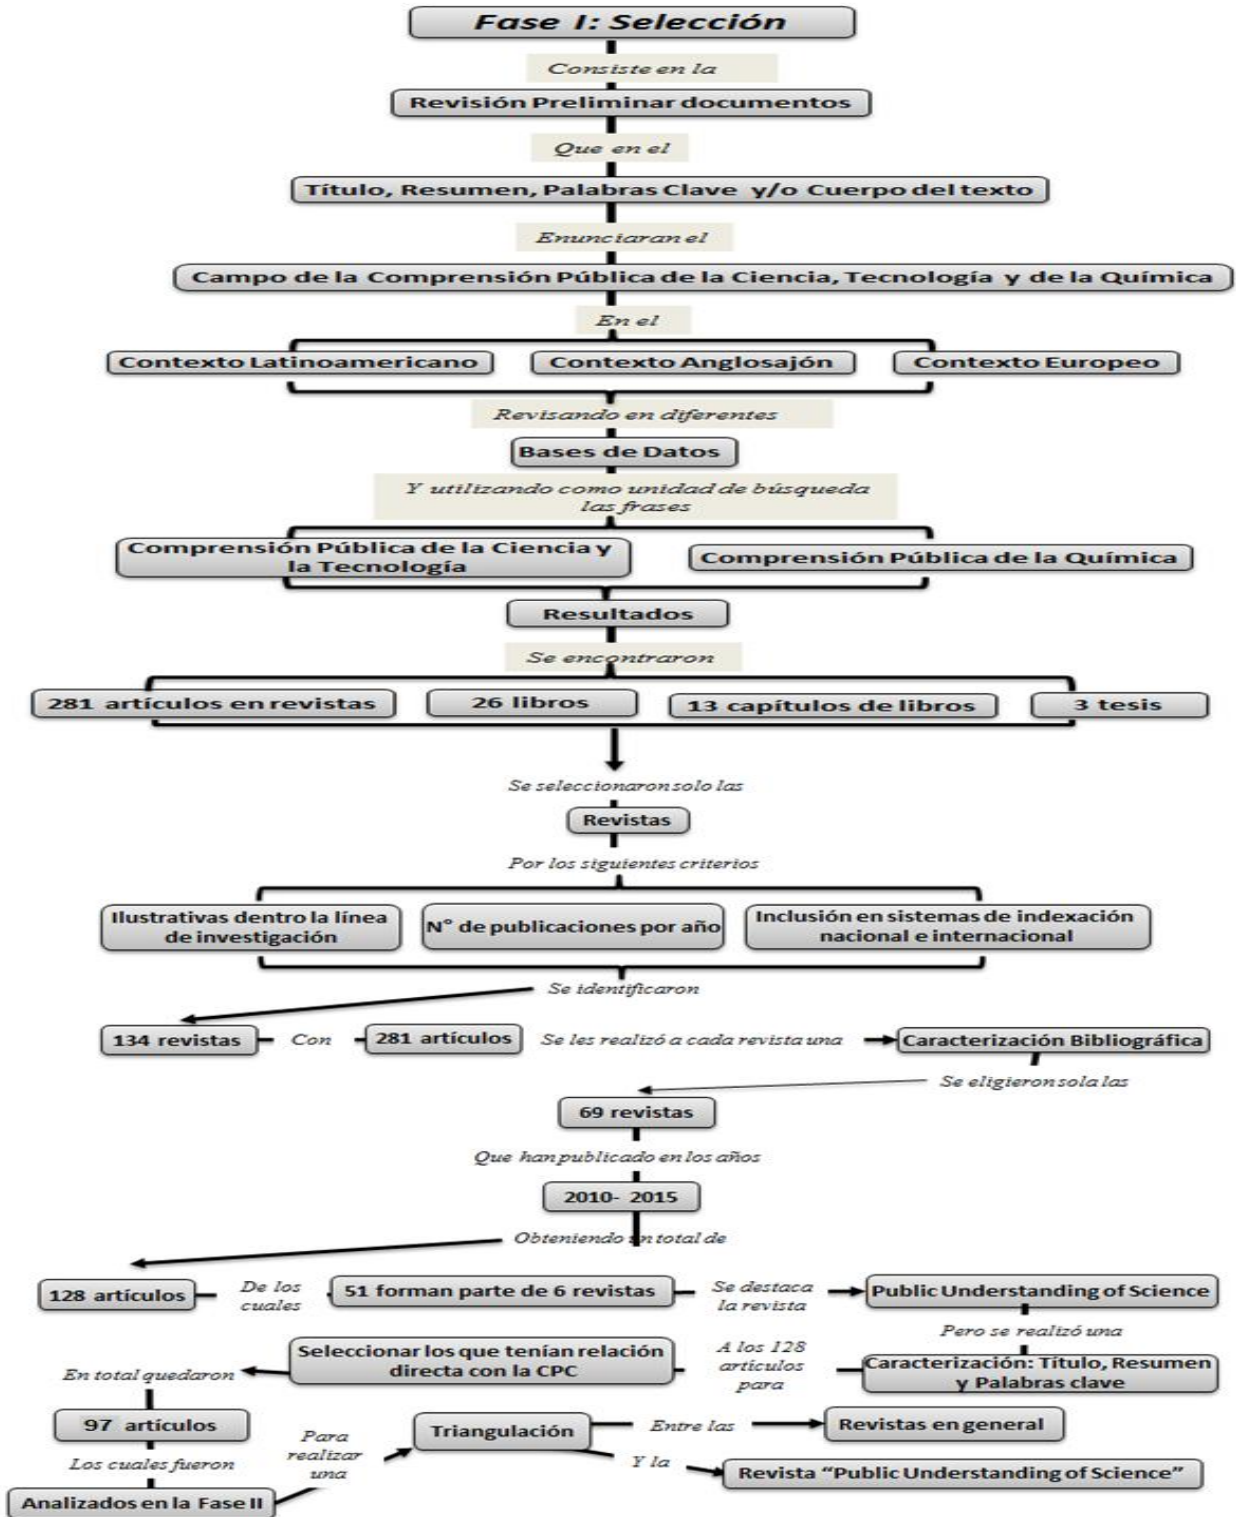 Fase I: Selección
Consiste en la
Revisión Preliminar documentos
Que en el
Título, Resumen, Palabras Clave y/o Cuerpo del texto
Enunciaran el
Campo de la Comprensión Pública de la Ciencia, Tecnología y de la Química
En el
Contexto Latinoamericano
Contexto Anglosajón
Contexto Europeo
Revisando en diferentes
Bases de Datos
Y utilizando como unidad de búsqueda
las frases
Comprensión Pública de la Ciencia y
la Tecnología
Comprensión Pública de la Química
Resultados
Se encontraron
281 artículos en revistas
26 libros
13 capítulos de libros
3 tesis
Se seleccionaron solo las
Revistas
Por los siguientes criterios
Ilustrativas dentro la línea
de investigación
N° de publicaciones por año
Inclusión en sistemas de indexación
nacional e internacional
Se identificaron
134 revistas
Con
281 artículos
Se les realizó a cada revista una
Caracterización Bibliográfica
Se eligieron sola las
69 revistas
Que han publicado en los años
2010- 2015
Obteniendo un total de
128 artículos
De los
cuales
51 forman parte de 6 revistas
Se destaca
la revista
Public Understanding of Science
Pero se realizó una
Caracterización: Título, Resumen
y Palabras clave
A los 128
artículos
para
Seleccionar los que tenían relación
directa con la CPC
En total quedaron
97 artículos
Los cuales fueron
Analizados en la Fase II
Para
realizar
una
Triangulación
Entre las
Revistas en general
Y la
Revista “Public Understanding of Science”